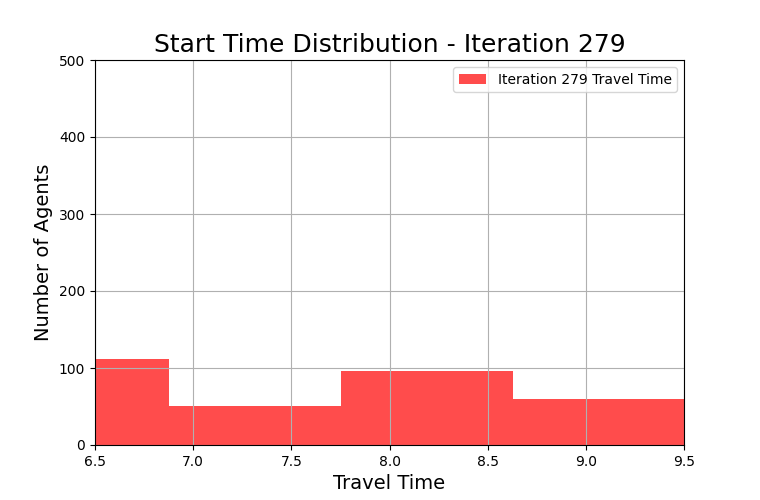 Start Time Distribution - Iteration 279
Iteration 279 Travel Time
Number of Agents
500
400
300
200
100
0
6.5 7.0 7.5 8.0 8.5 9.0 9.5
Travel Time